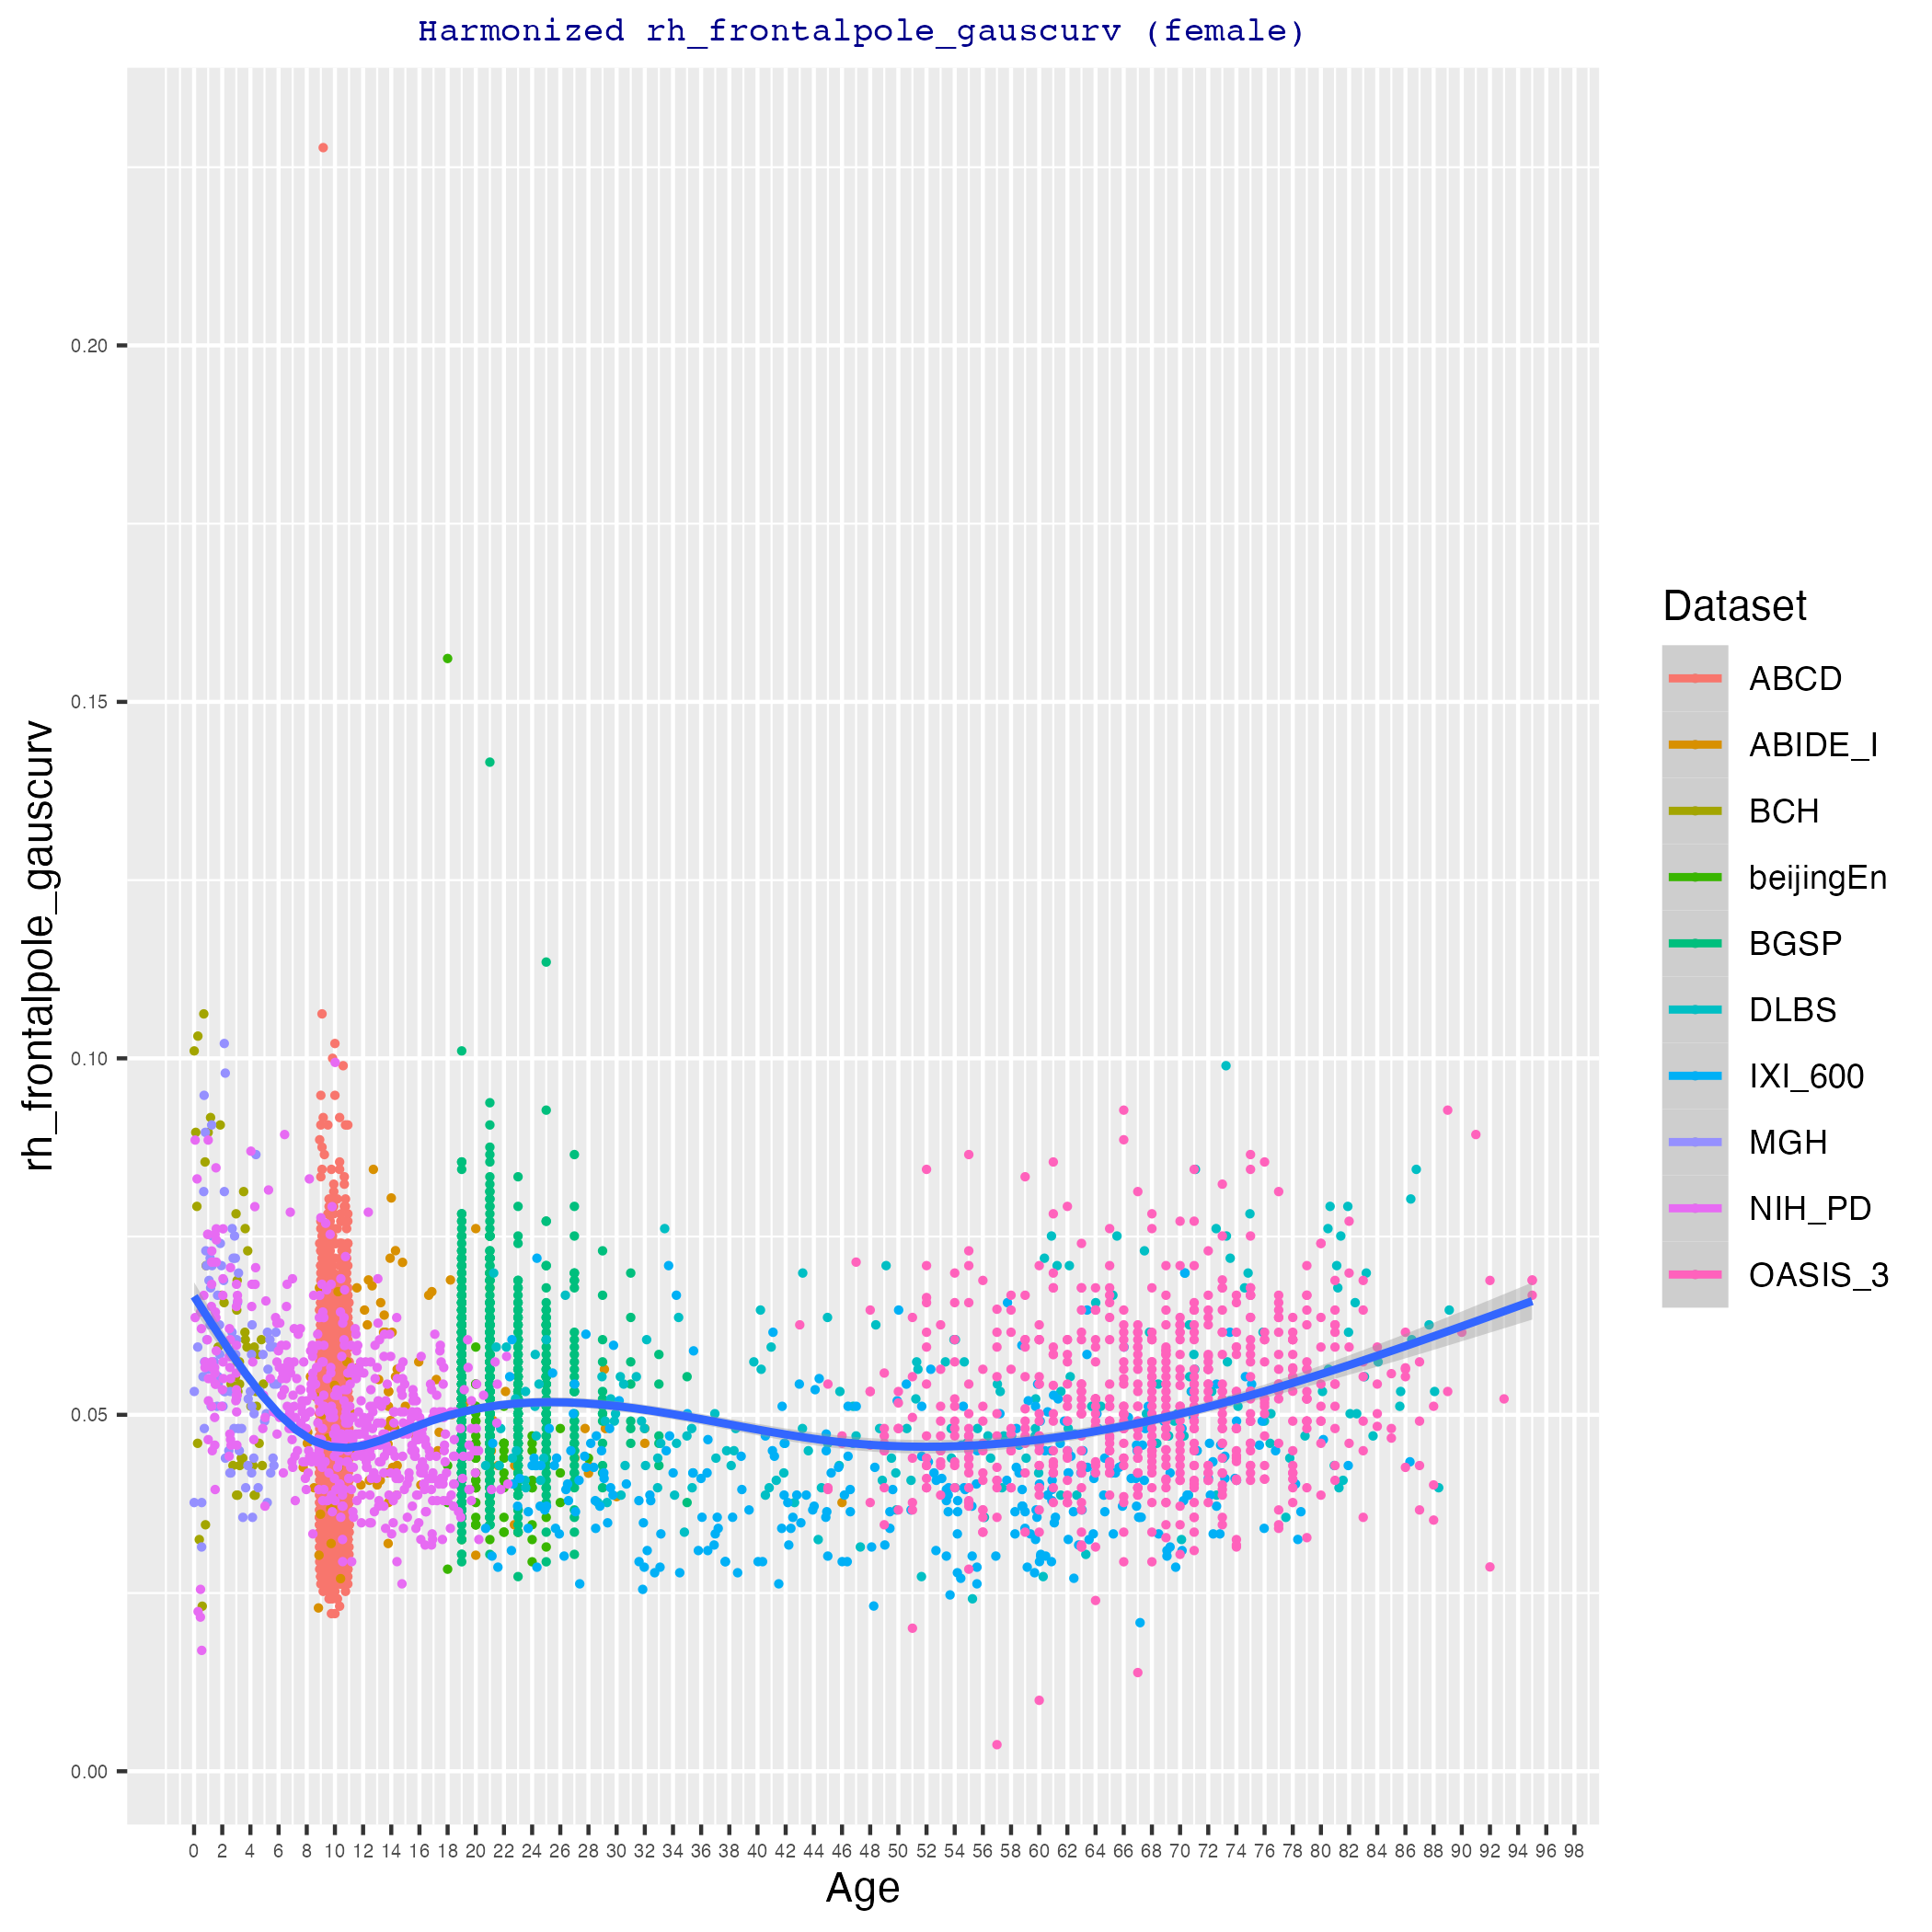 Harmonized rh_frontalpole_gauscurv (female)
rh_frontalpole_gauscurv
0.20
0.15
0.10
0.05
0.00
0 2 4 6 8 10 12 14 16 18 20 22 24 26 28 30 32 34 36 38 40 42 44 46 48 50 52 54 56 58 60 62 64 66 68 70 72 74 76 78 80 82 84 86 88 90 92 94 96 98
Age
Dataset
ABCD
ABIDE_I
BCH
beijingEn
BGSP
DLBS
IXI_600
MGH
NIH_PD
OASIS_3